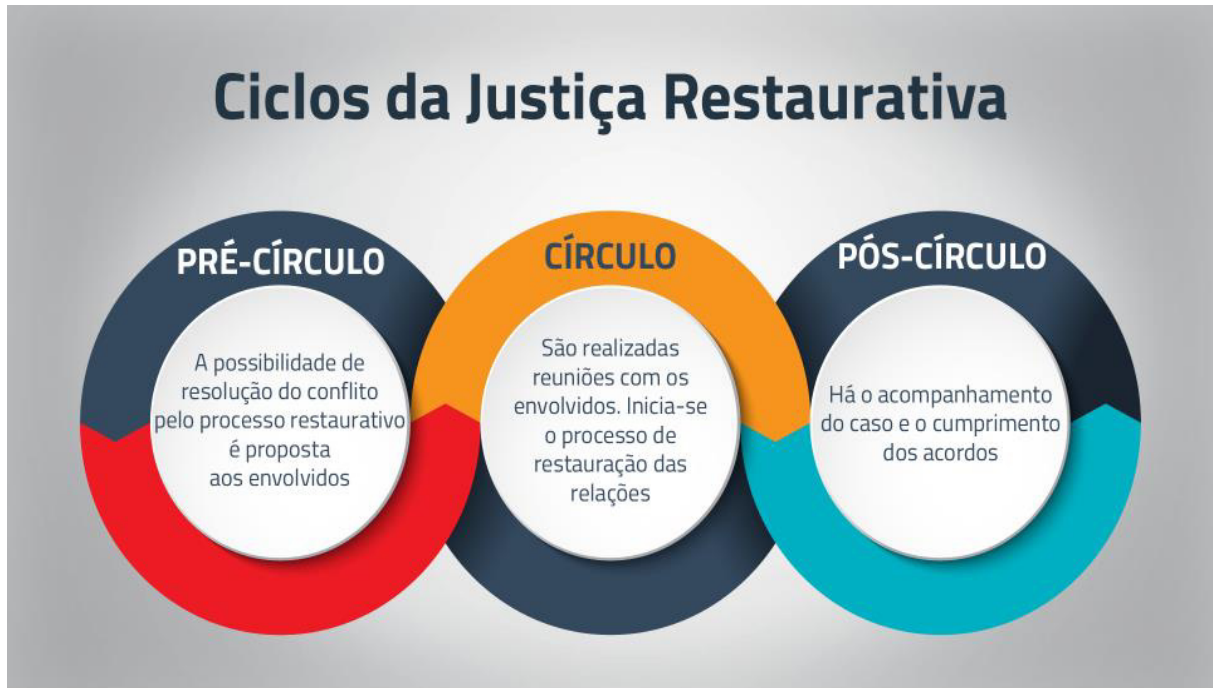 Ciclos da Justiça Restaurativa
PRÉ-CÍRCULO
A possibilidade de
resolução do conflito
pelo processo restaurativo
é proposta
aos envolvidos
CÍRCULO
São realizadas
reuniões com os
envolvidos. Inicia-se
o processo de
restauração das
relações
PÓS-CÍRCULO
Há o acompanhamento
do caso e o cumprimento
dos acordos